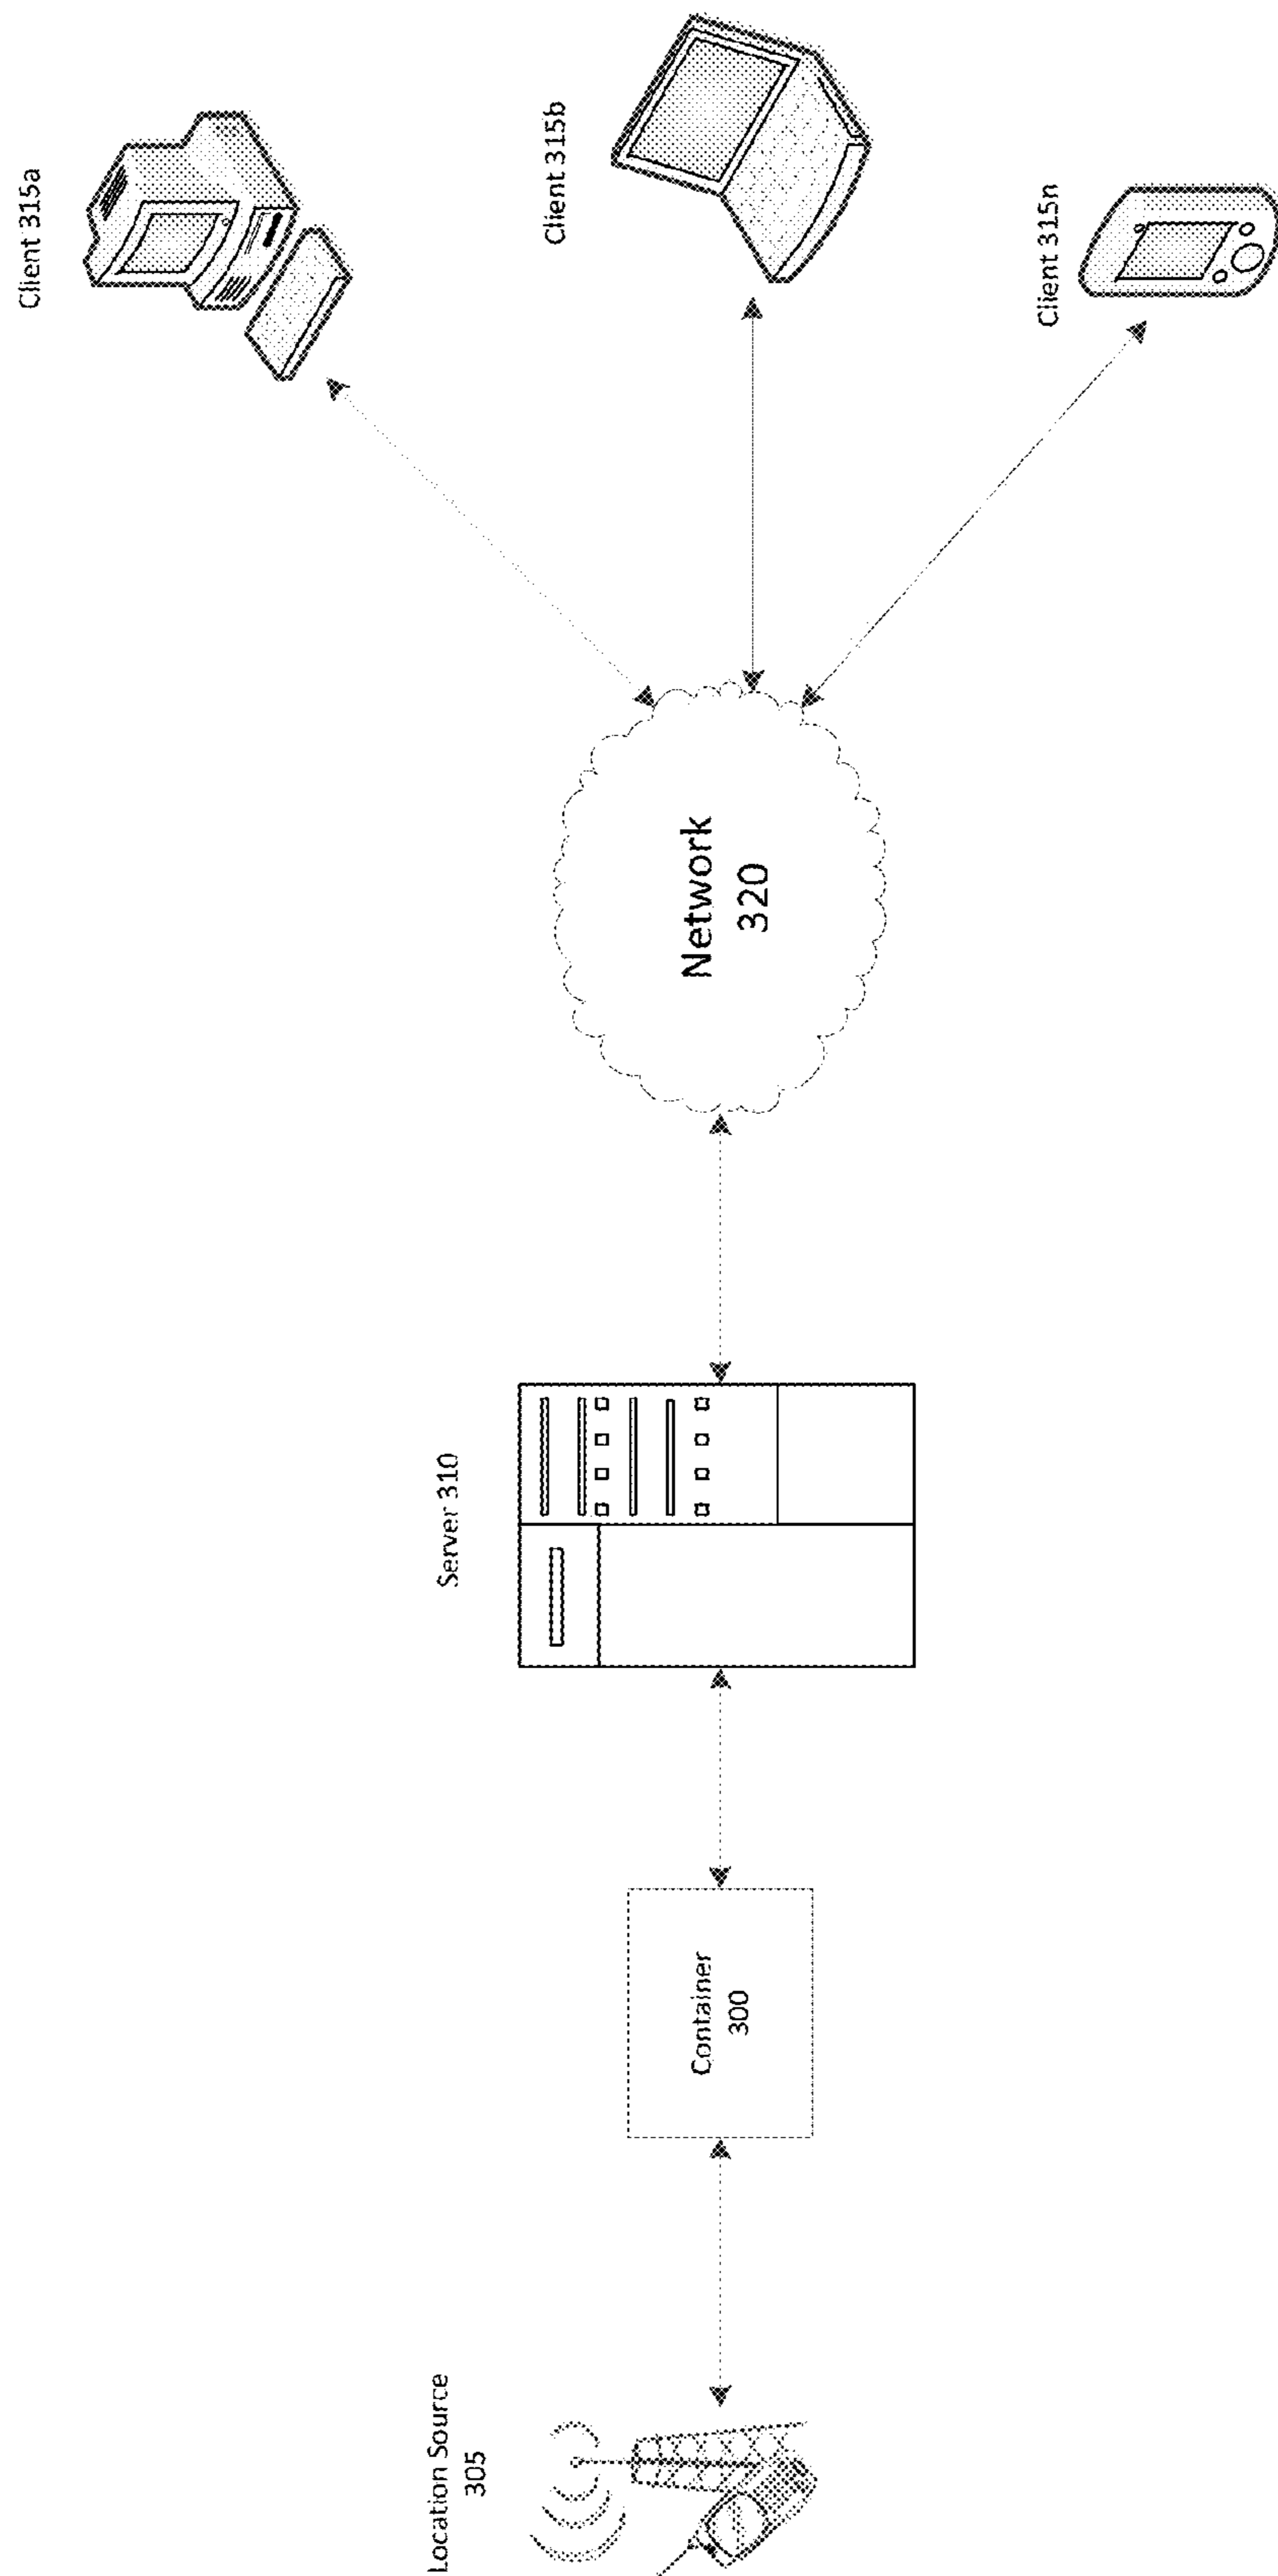 Location Source
305
Container
300
Server 310
Network
320
Client 315a
Client 315b
Client 315n